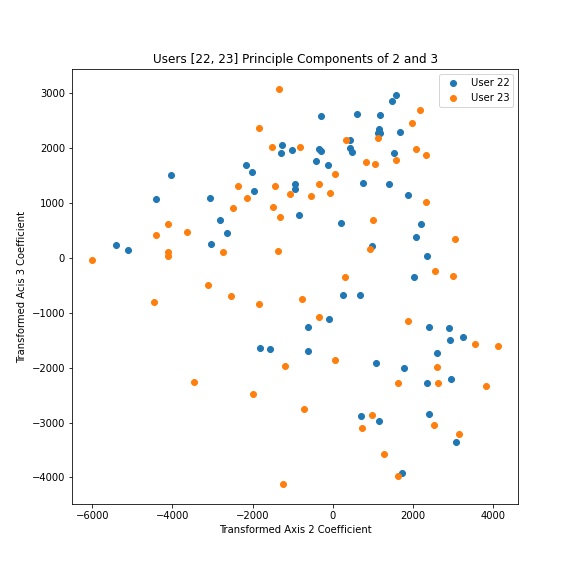 Users [22, 23] Principle Components of 2 and 3
User 22
User 23
3000
2000
1000
0
−1000
−2000
−3000
−4000
Transformed Acis 3 Coefficient
−6000 −4000 −2000 0 2000 4000
Transformed Axis 2 Coefficient